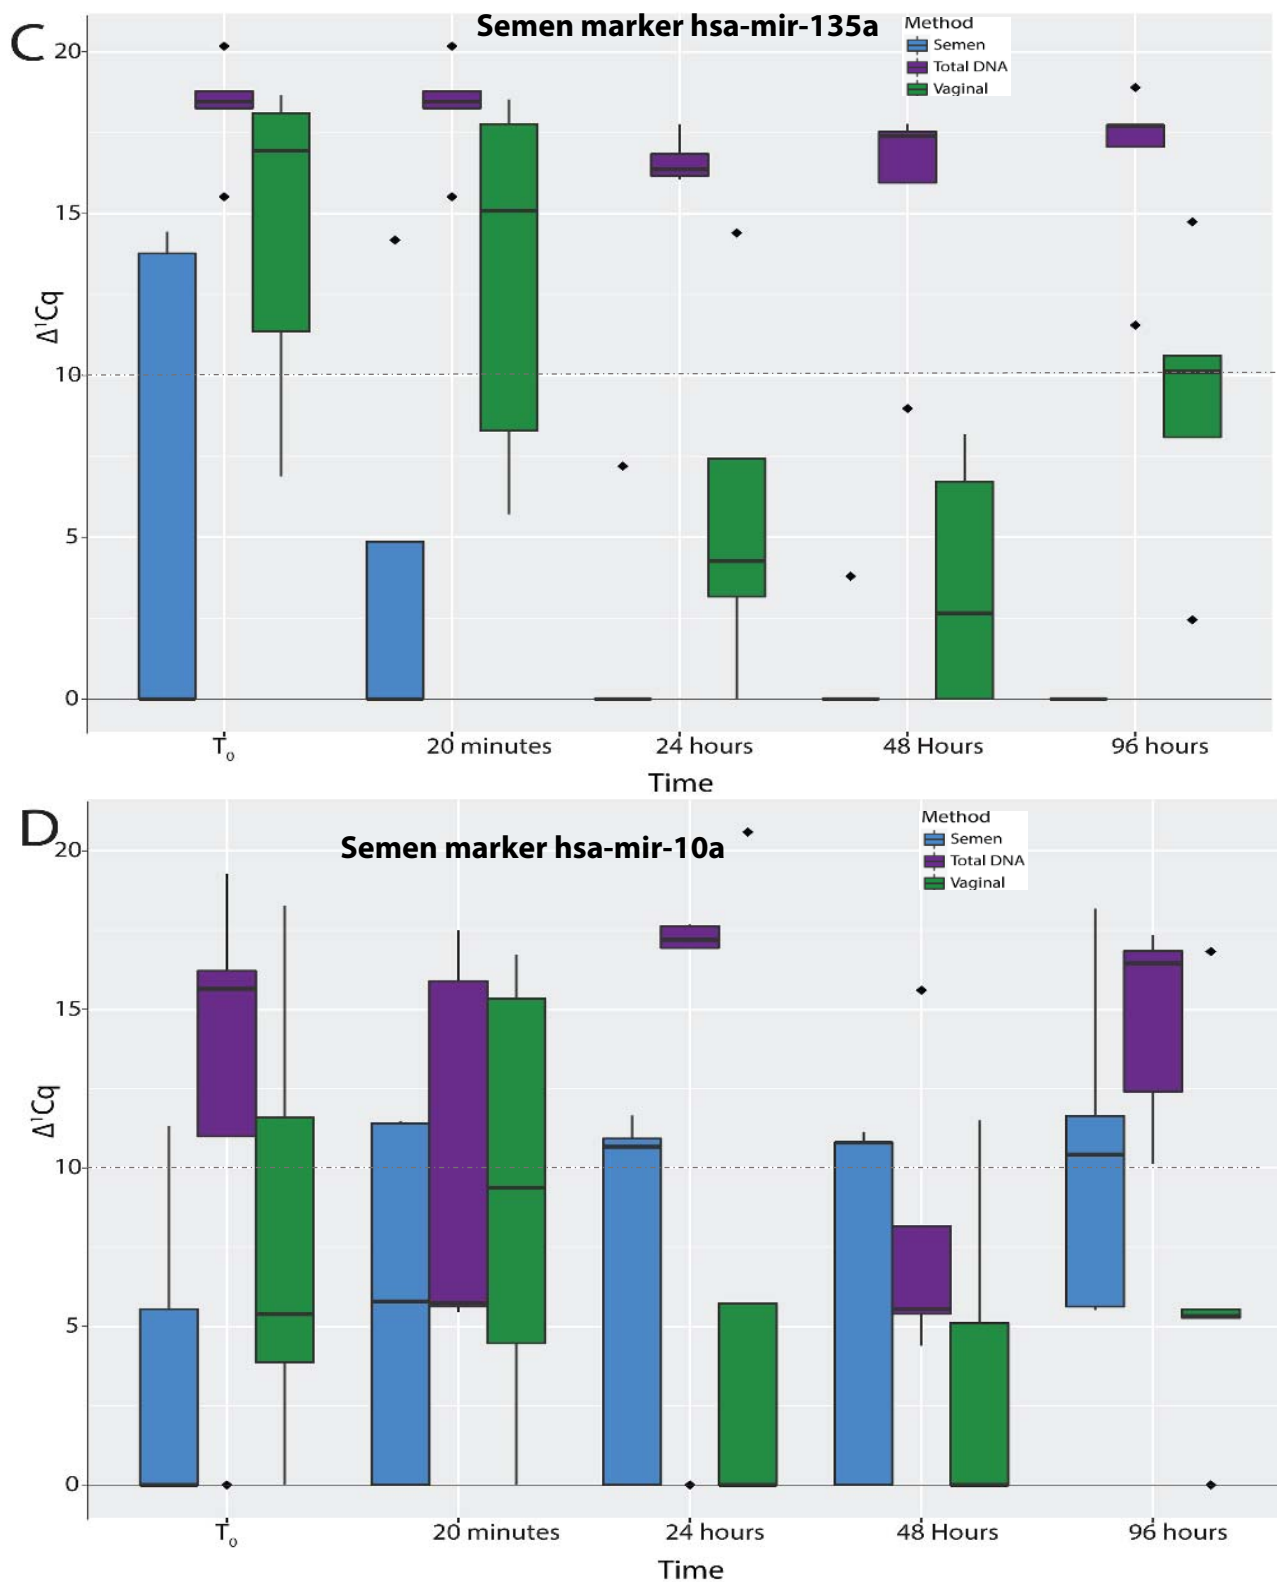 C
Semen marker hsa-mir-135a
Method
Semen
Total DNA
Vaginal
20
15
10
5
0
Δ¹Cq
T₀ 20 minutes 24 hours 48 Hours 96 hours
Time
D
Semen marker hsa-mir-10a
Method
Semen
Total DNA
Vaginal
20
15
10
5
0
Δ¹Cq
T₀ 20 minutes 24 hours 48 Hours 96 hours
Time